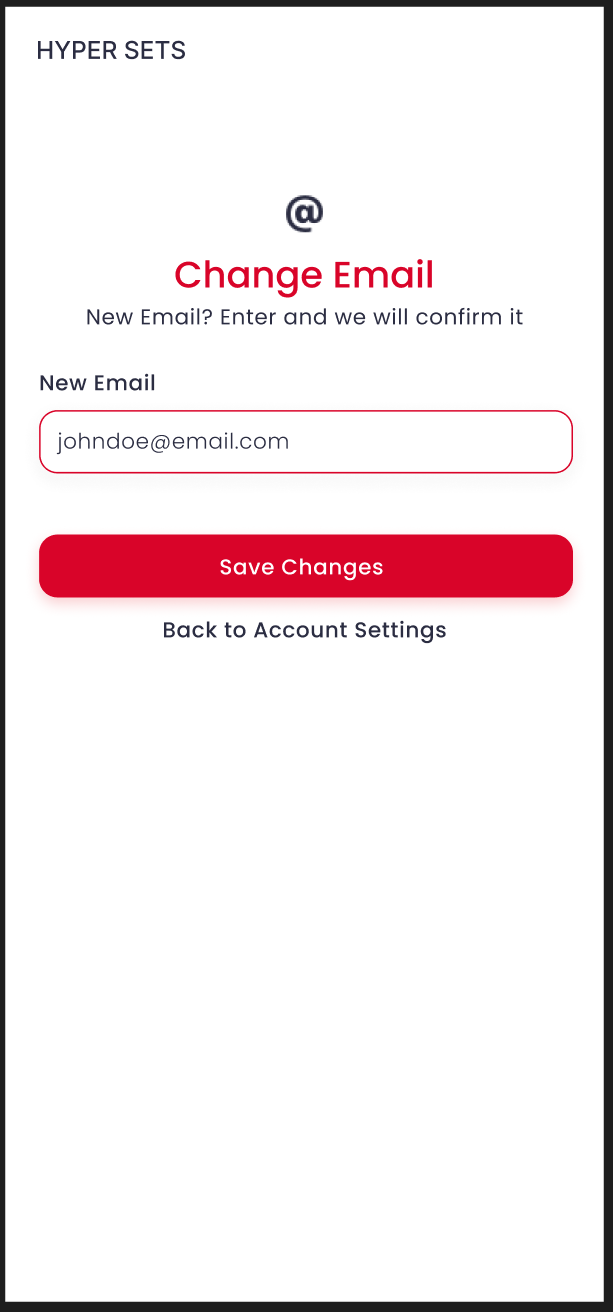 HYPER SETS
@
Change Email
New Email? Enter and we will confirm it
New Email
johndoe@email.com
Save Changes
Back to Account Settings